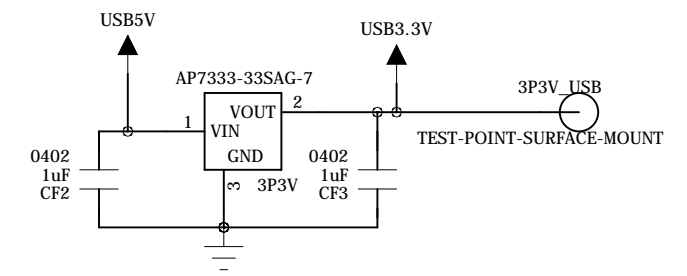 USB5V
USB3.3V
AP7333-33SAG-7
3P3V_USB
VOUT
2
1
VIN
TEST-POINT-SURFACE-MOUNT
GND
0402
1uF
CF2
3
3P3V
0402
1uF
CF3